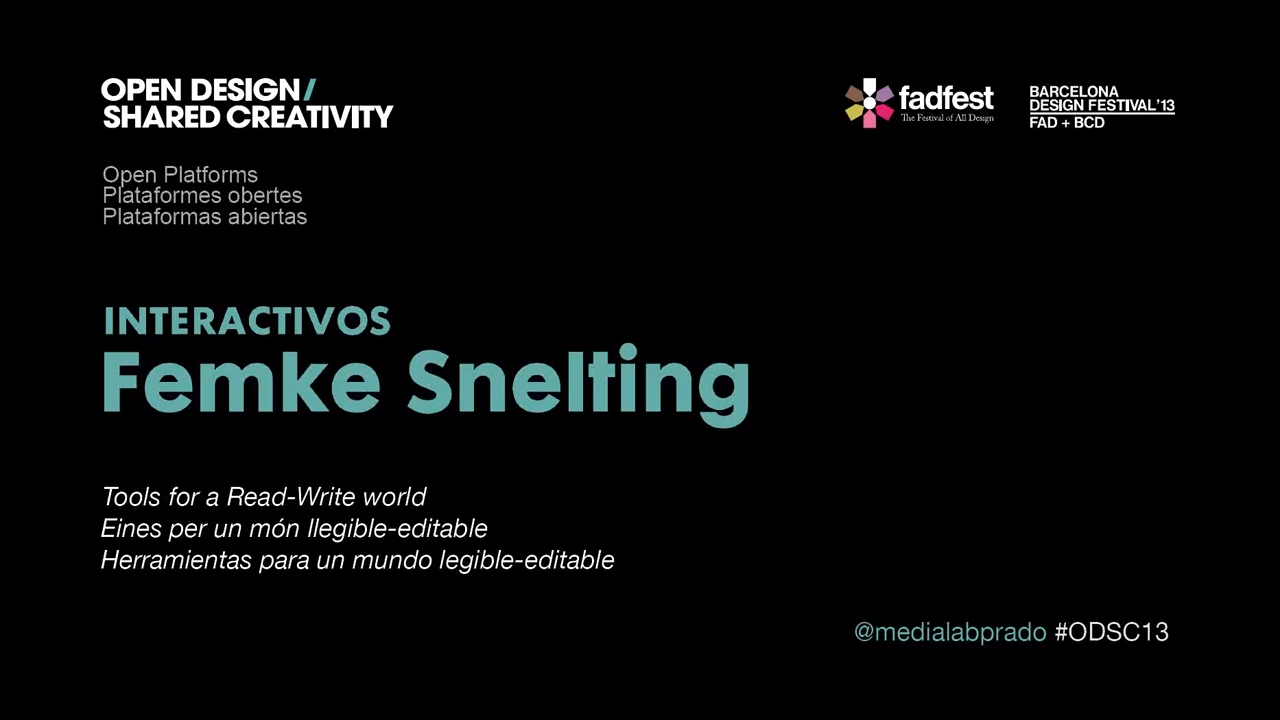 OPEN DESIGN/
SHARED CREATIVITY
fadfest
The Festival of All Design
BARCELONA
DESIGN FESTIVAL'13
FAD + BCD
Open Platforms
Plataformes obertes
Plataformas abiertas
INTERACTIVOS
Femke Snelting
Tools for a Read-Write world
Eines per un món llegible-editable
Herramientas para un mundo legible-editable
@medialabprado #ODSC13